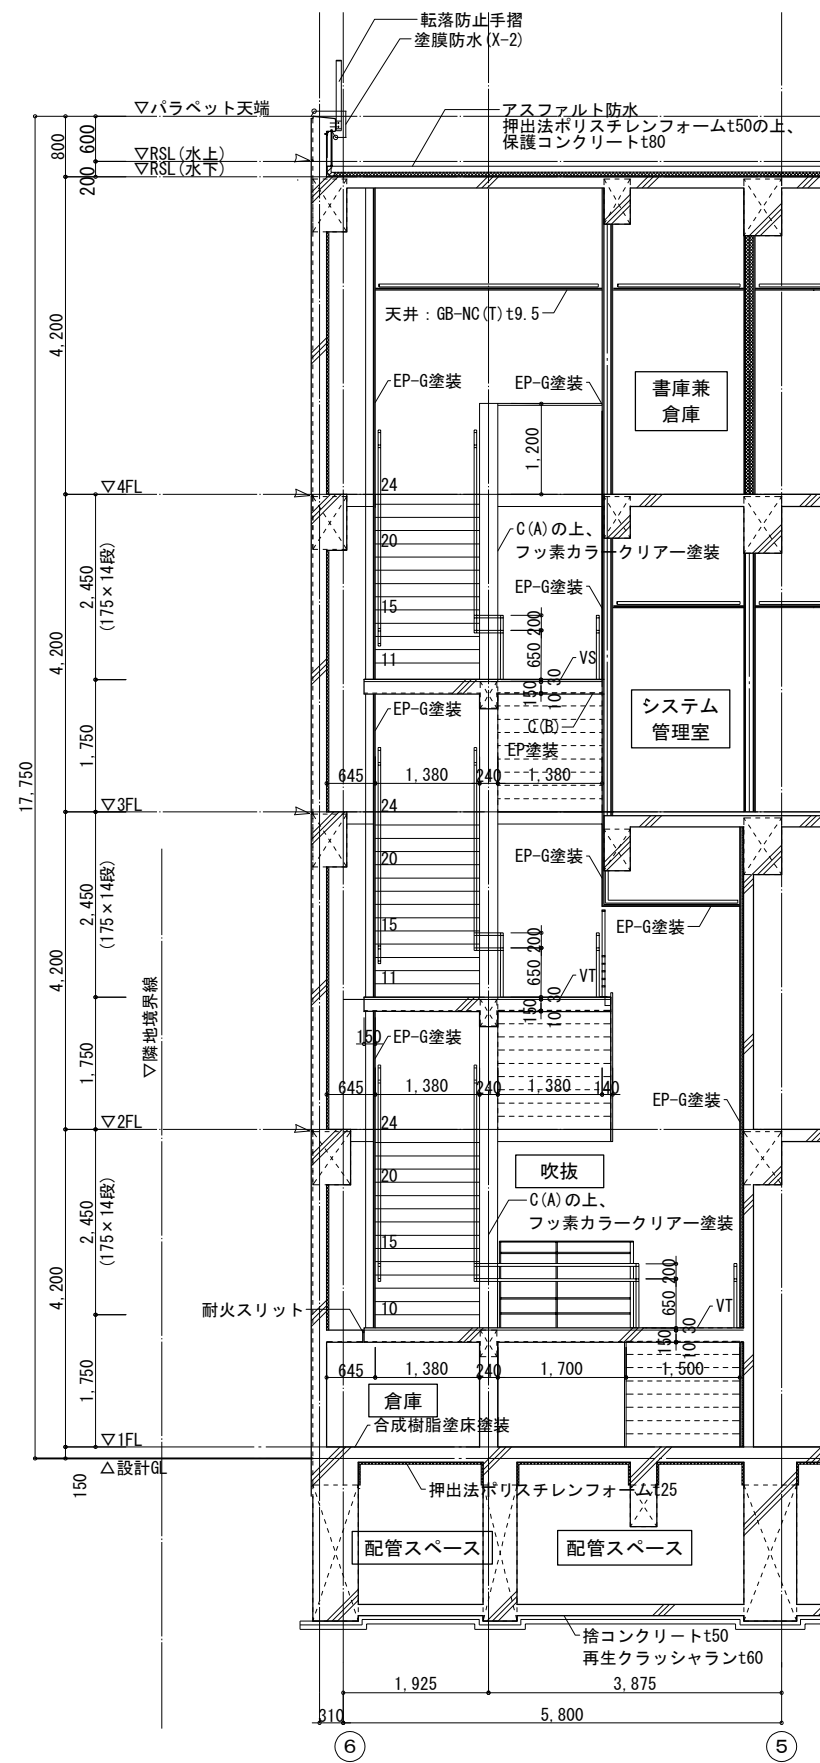 転落防止手摺
塗膜防水(X-2)
▽パラペット天端
アスファルト防水
押出法ポリスチレンフォームt50の上、
保護コンクリートt80
800
600
▽RSL(水上)
▽RSL(水下)
200
天井：GB-NC(T)t9.5
4,200
EP-G塗装
EP-G塗装
書庫兼
倉庫
1,200
▽4FL
24
20
15
11
C(A)の上、
フッ素カラークリアー塗装
EP-G塗装
2,450
(175×14段)
4,200
200
650
VS
150
10
30
EP-G塗装
C(B)
EP塗装
システム
管理室
1,750
17,750
645
1,380
240
1,380
▽3FL
24
20
15
11
EP-G塗装
EP-G塗装
2,450
(175×14段)
4,200
200
650
VT
150
10
30
▽隣地境界線
150
EP-G塗装
1,750
645
1,380
240
1,380
140
EP-G塗装
▽2FL
24
20
15
10
吹抜
C(A)の上、
フッ素カラークリアー塗装
2,450
(175×14段)
4,200
200
650
VT
150
10
30
耐火スリット
645
1,380
240
1,700
1,500
1,750
倉庫
合成樹脂塗床塗装
▽1FL
△設計GL
150
押出法ポリスチレンフォームt25
配管スペース
配管スペース
捨コンクリートt50
再生クラッシャランt60
1,925
3,875
310
5,800
6
5